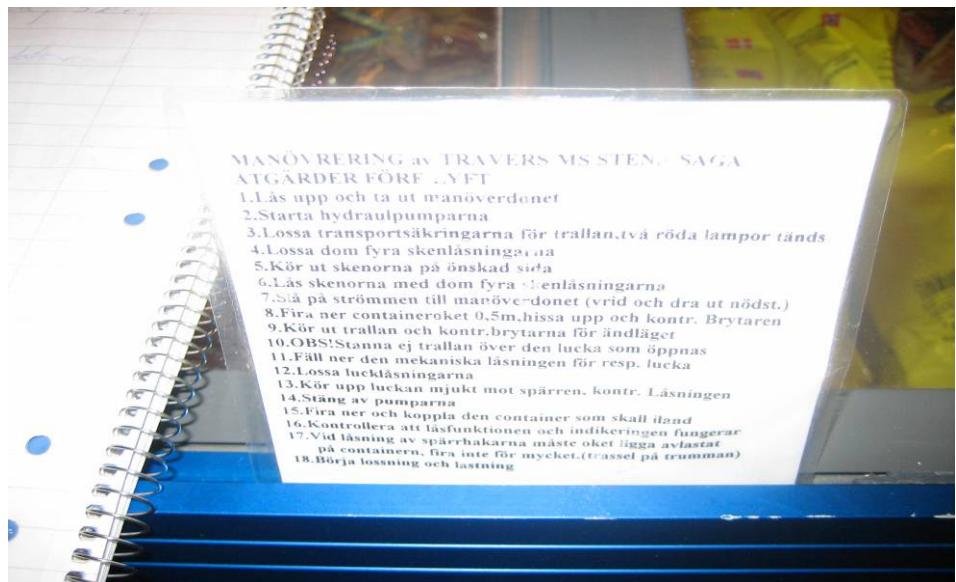 MANÖVRERING av TRAVERS MS SAGA
ATGÄRDER
1.Lås upp och ta ut manöverdonet
2.Starta hydraulpumparna
3.Lossa transportsäkringarna för trallan,två röda lampor tänds
4.Lossa dom fyra skenlåsningarna
5.Kör ut skenorna på önskad sida
6.Lås skenorna med dom fyra skenlåsningarna
7.Slå på strömmen till manöverdonet (vrid och dra ut nödst.)
8.Fira ner containeroket 0,5m,hissa upp och kontr. Brytaren
9.Kör ut trallan och kontr.brytarna för ändläget
10.OBS!Stanna ej trallan över den lucka som öppnas
11.Fäll ner den mekaniska låsningen för resp. lucka
12.Lossa lucklåsningarna
13.Kör upp luckan mjukt mot spärren, kontr. Låsningen
14.Stäng av pumparna
15.Fira ner och koppla den container som skall iland
16.Kontrollera att låsfunktionen och indikeringen fungerar
17.Vid låsning av spärrhakarna måste oket ligga avlastat
på containern, fira inte för mycket.(trassel på trumman)
18.Börja lossning och lastning